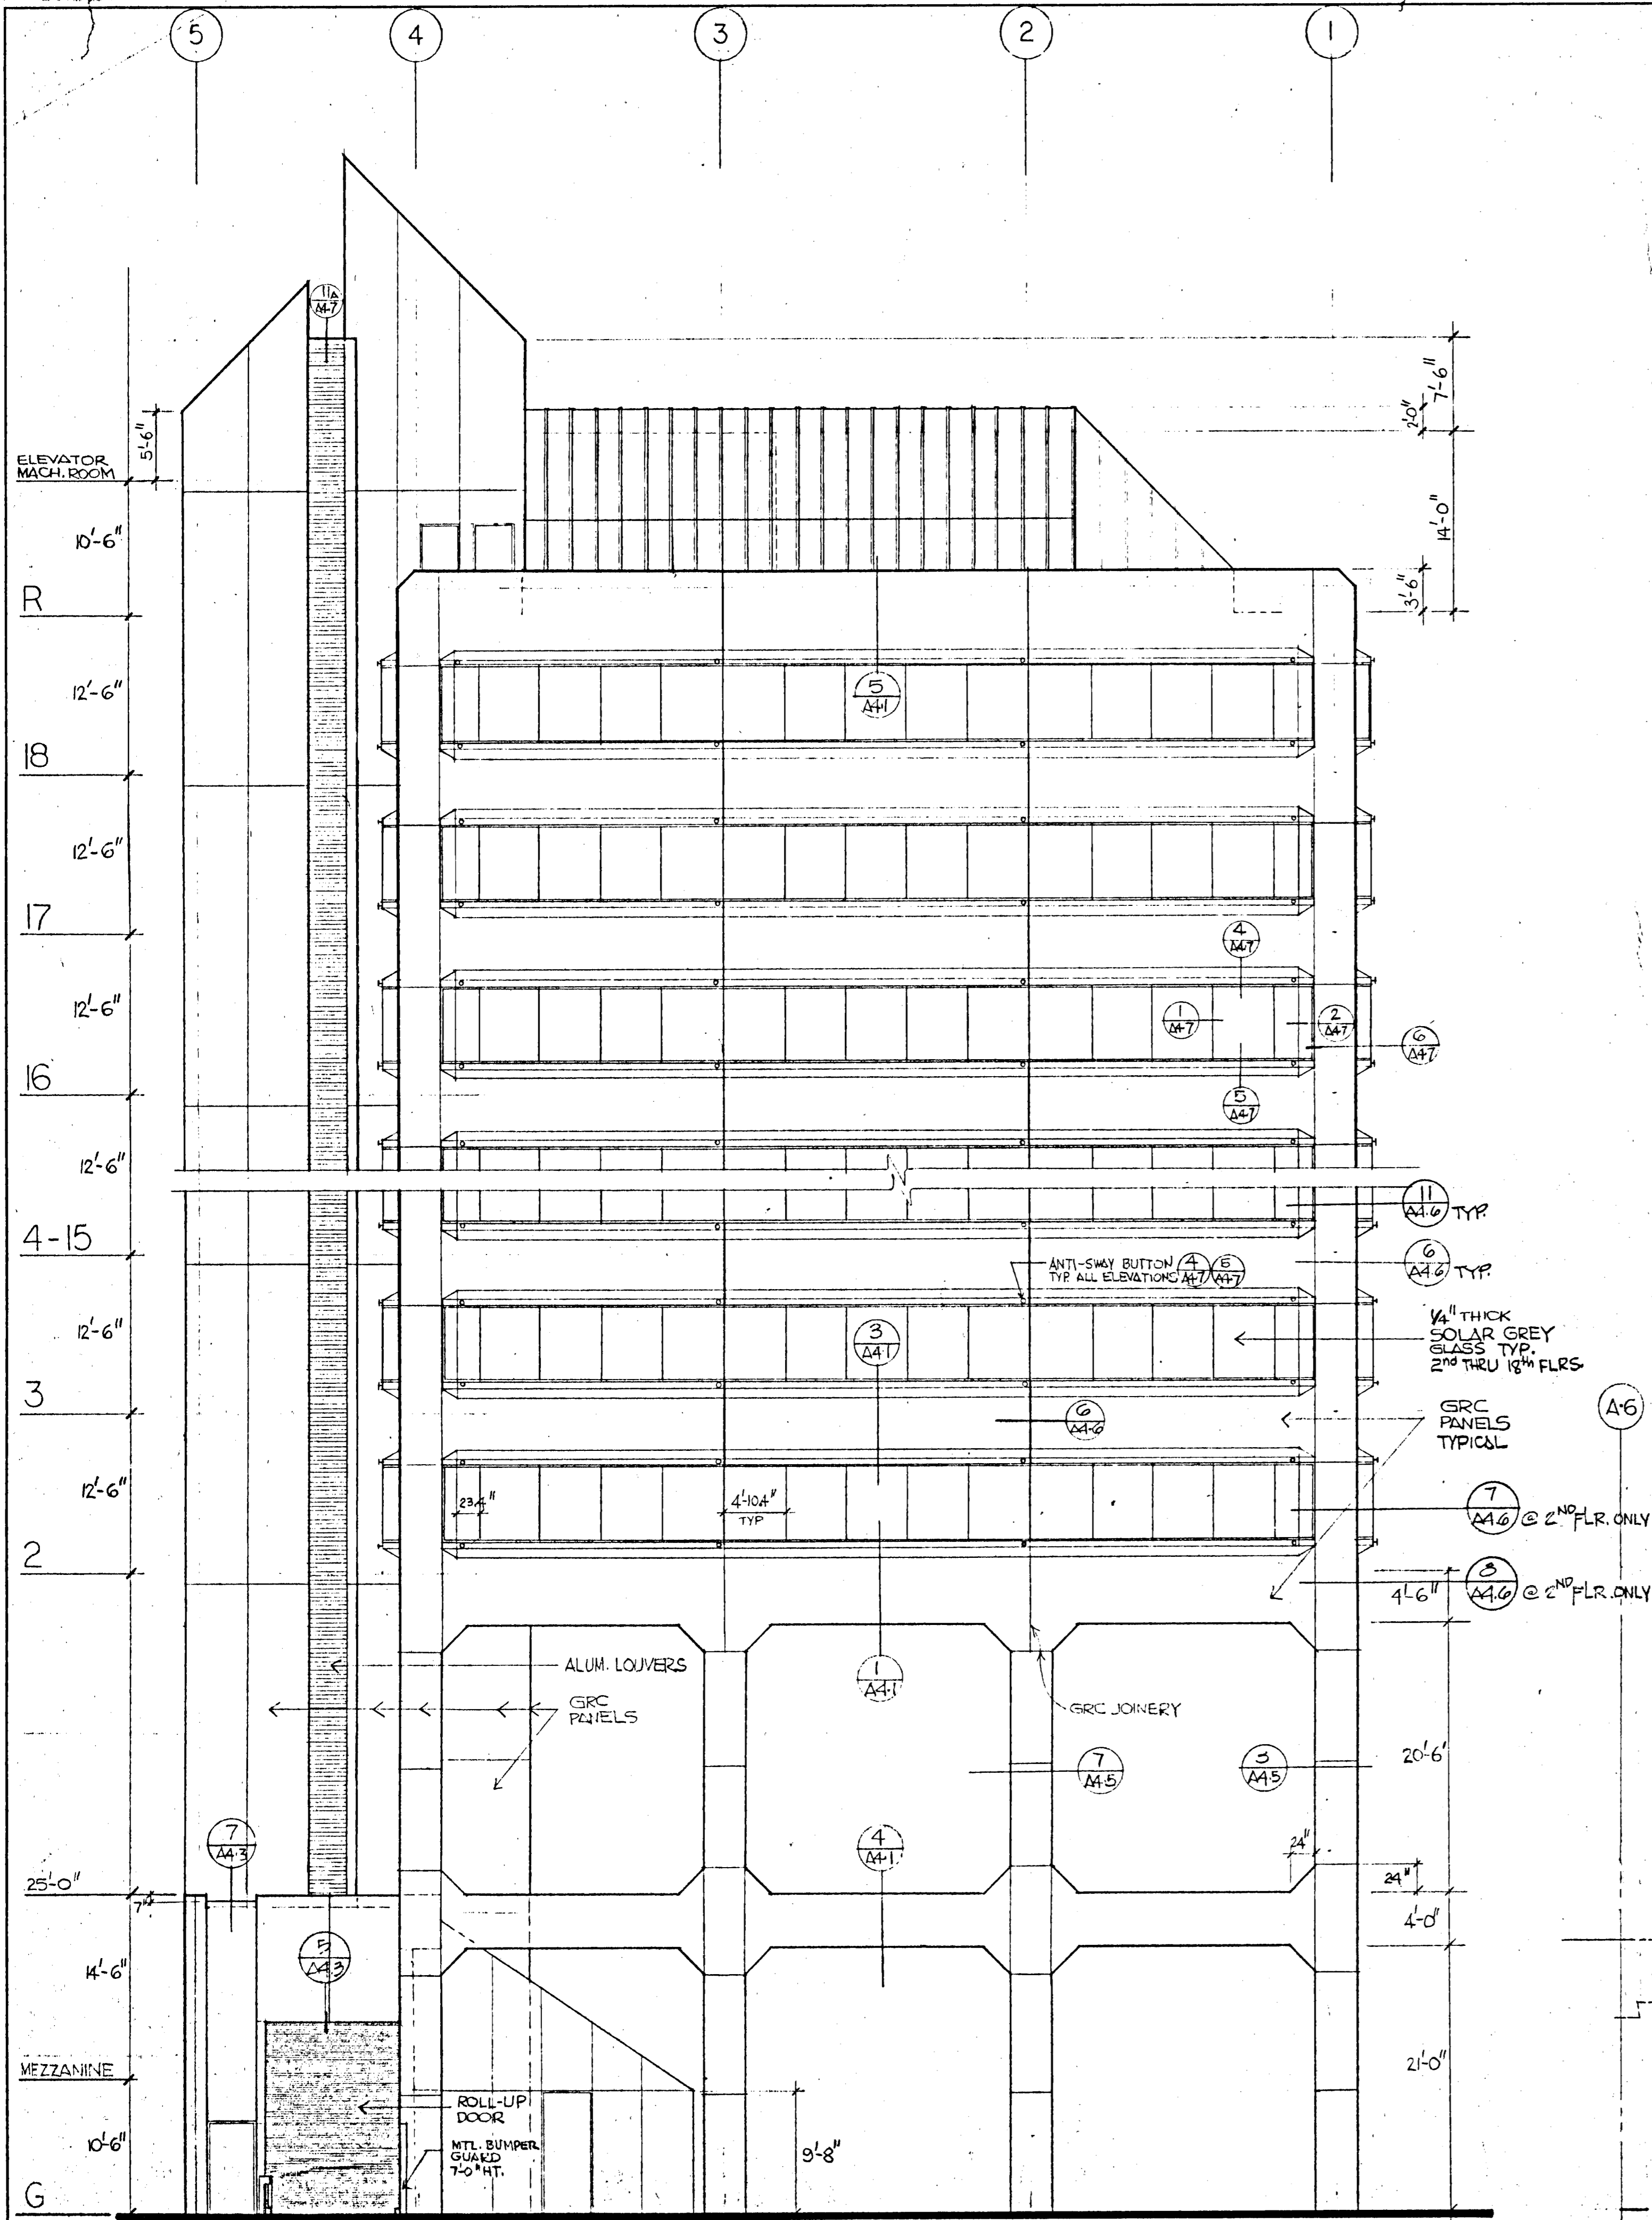 5
4
3
2
1
11A
A4.7
7'-6"
2'-0"
5'-6"
ELEVATOR
MACH. ROOM
14'-0"
10'-6"
3'-6"
R
12'-6"
5
A4.1
18
12'-6"
17
4
A4.7
12'-6"
1
A4.7
2
A4.7
6
A4.7
16
5
A4.7
12'-6"
11
A4.6 TYP.
4-15
6
A4.6 TYP.
ANTI-SWAY BUTTON 4 5
TYP. ALL ELEVATIONS A4.7 A4.7
12'-6"
1/4" THICK
SOLAR GREY
GLASS TYP.
2nd THRU 18th FLRS.
3
A4.1
3
GRC
PANELS
TYPICAL
A.6
6
A4.6
12'-6"
23.4"
4'-10.4"
TYP
7
A4.6 @ 2ND FLR. ONLY
2
8
A4.6 @ 2ND FLR. ONLY
4'-6"
ALUM. LOUVERS
1
A4.1
GRC
PANELS
GRC JOINERY
20'-6"
7
A4.5
3
A4.5
7
A4.3
4
A4.1
24"
24"
25'-0"
7"
4'-0"
5
A4.3
14'-6"
MEZZANINE
21'-0"
ROLL-UP
DOOR
10'-6"
MTL. BUMPER
GUARD
7'-0" HT.
9'-8"
G